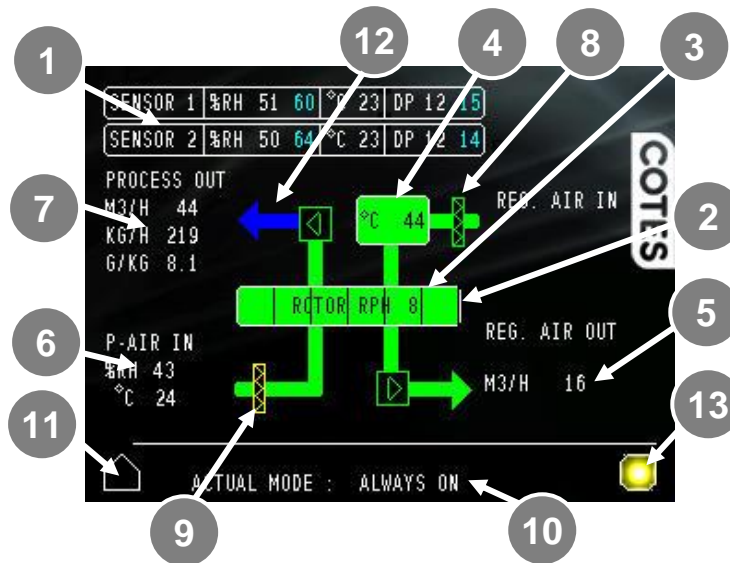 12
4
8
3
1
SENSOR 1 %RH 51 60 °C 23 DP 12 15
SENSOR 2 %RH 50 64 °C 23 DP 12 14
COTES
PROCESS OUT
M3/H 44
KG/H 219
G/KG 8.1
7
°C 44
REG. AIR IN
2
ROTOR RPH 8
REG. AIR OUT
M3/H 16
5
6
P-AIR IN
%RH 43
°C 24
13
11
ACTUAL MODE : ALWAYS ON
9
10